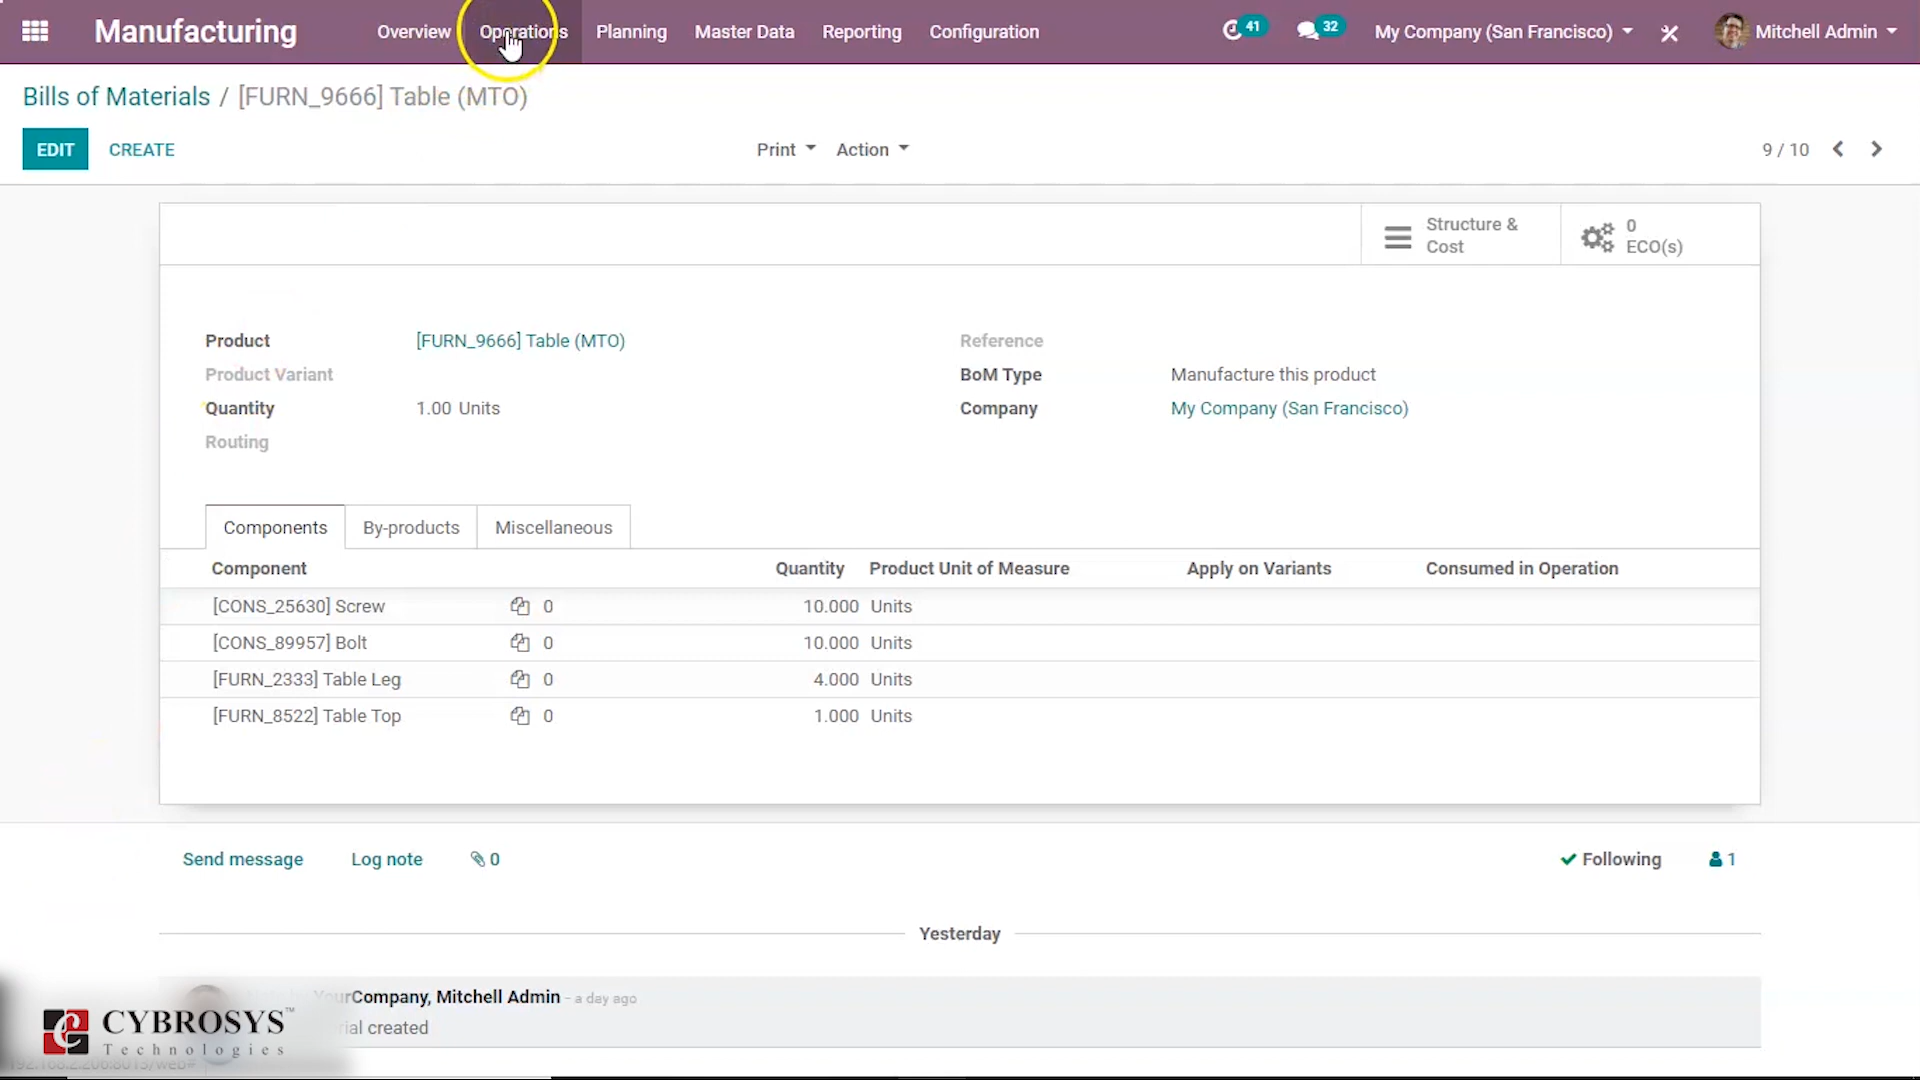 Manufacturing Overview Operations Planning Master Data Reporting Configuration 41 32 My Company (San Francisco) Mitchell Admin
Bills of Materials / [FURN_9666] Table (MTO)
EDIT CREATE Print Action 9 / 10
Structure & Cost
0 ECO(s)
Product [FURN_9666] Table (MTO) Reference
Product Variant BoM Type Manufacture this product
Quantity 1.00 Units Company My Company (San Francisco)
Routing
Components By-products Miscellaneous
Component Quantity Product Unit of Measure Apply on Variants Consumed in Operation
[CONS_25630] Screw 0 10.000 Units
[CONS_89957] Bolt 0 10.000 Units
[FURN_2333] Table Leg 0 4.000 Units
[FURN_8522] Table Top 0 1.000 Units
Send message Log note 0 Following 1
Yesterday
YourCompany, Mitchell Admin - a day ago
created
CYBROSYS™
Technologies